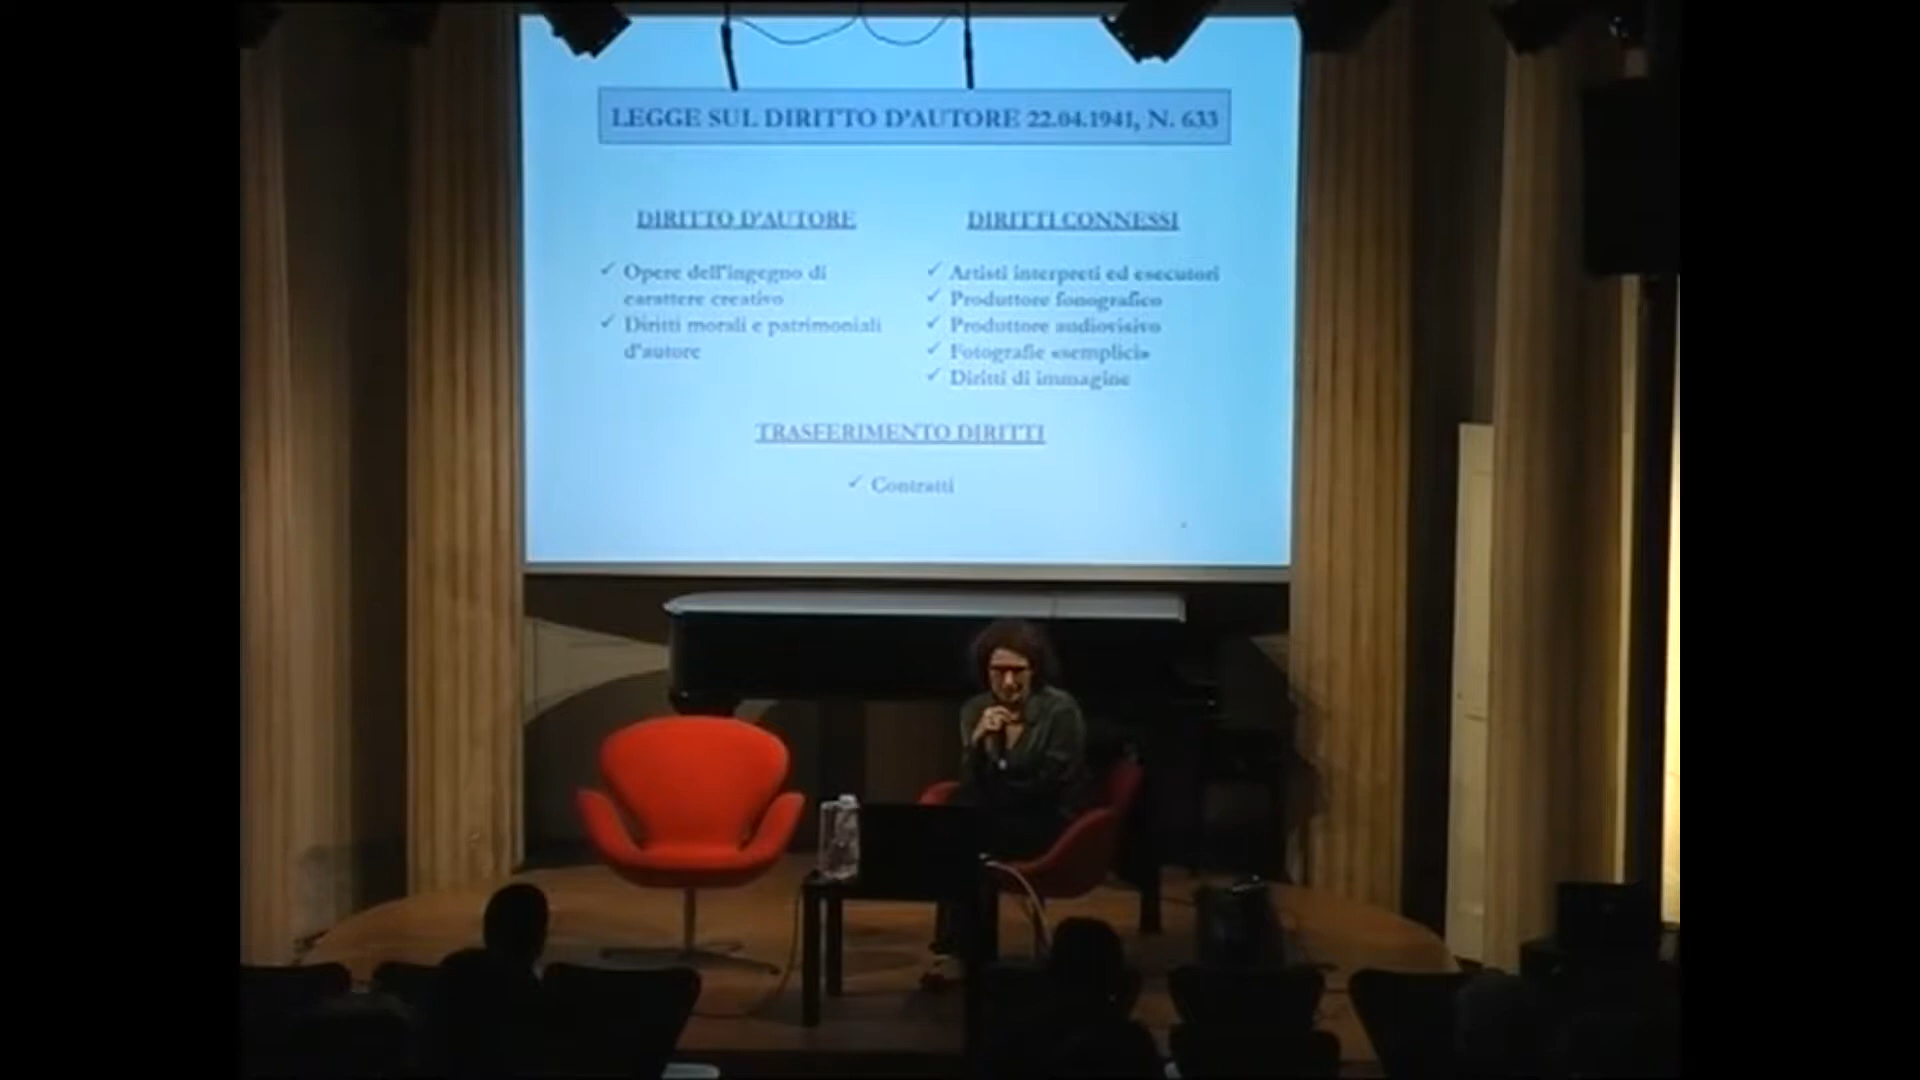 LEGGE SUL DIRITTO D'AUTORE 22.04.1941, N. 633
DIRITTO D'AUTORE
✓ Opere dell'ingegno di
carattere creativo
✓ Diritti morali e patrimoniali
d'autore
DIRITTI CONNESSI
✓ Artisti interpreti ed esecutori
✓ Produttore fonografico
✓ Produttore audiovisivo
✓ Fotografie «semplici»
✓ Diritti di immagine
TRASFERIMENTO DIRITTI
✓ Contratti